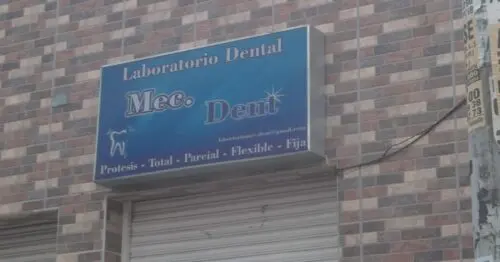 Laboratorio Dental
Mec. Dent
Protesis - Total - Parcial - Flexible - Fija